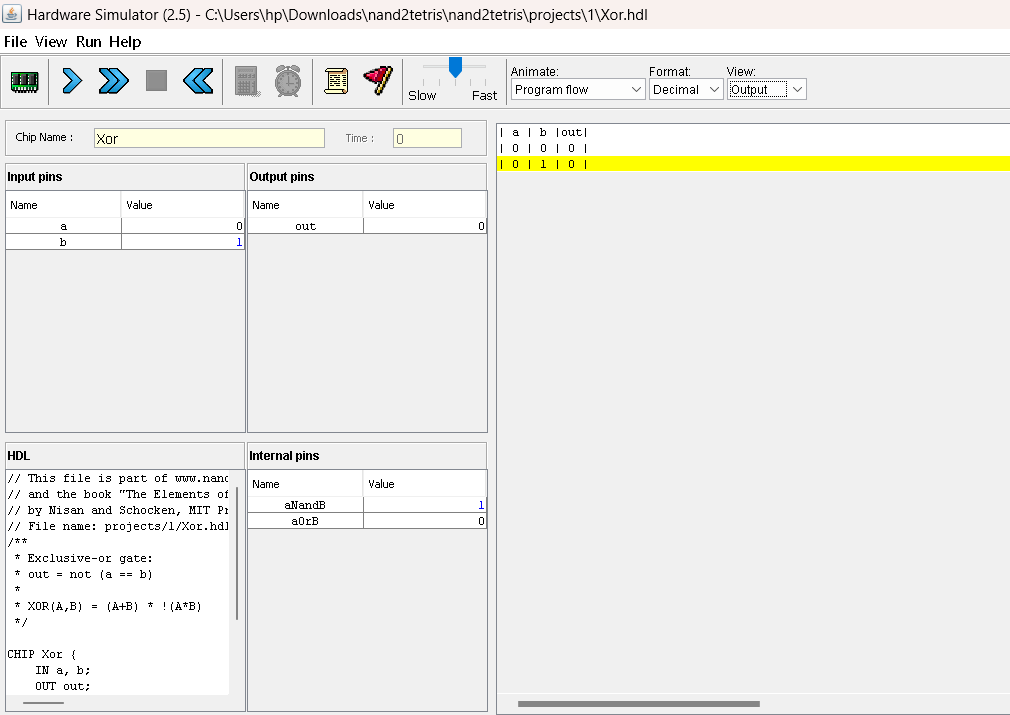 Hardware Simulator (2.5) - C:\Users\hp\Downloads\nand2tetris\nand2tetris\projects\1\Xor.hdl
File View Run Help
Slow Fast
Animate: Format: View:
Program flow Decimal Output
Chip Name : Xor Time : 0
Input pins
Name Value
a 0
b 1
Output pins
Name Value
out 0
HDL
// This file is part of www.nand
// and the book "The Elements of
// by Nisan and Schocken, MIT Pr
// File name: projects/1/Xor.hdl
/**
* Exclusive-or gate:
* out = not (a == b)
*
* XOR(A,B) = (A+B) * !(A*B)
*/
CHIP Xor {
IN a, b;
OUT out;
Internal pins
Name Value
aNandB 1
aOrB 0
| a | b |out|
| 0 | 0 | 0 |
| 0 | 1 | 0 |